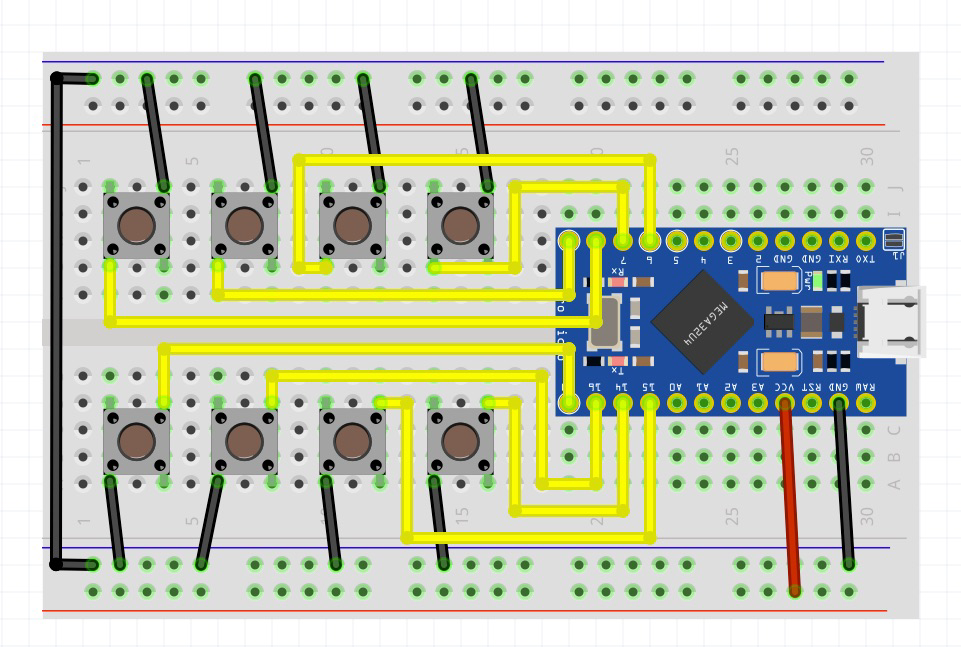 1 5 10 15 20 25 30
J
I
7 6 5 4 3 2 GND GND RXI TXO
J1
Rx
Pwr
MEGA32U4
Tx
16 14 15 A0 A1 A2 A3 VCC RST GND RAW
C
B
A
1 5 15 25 30